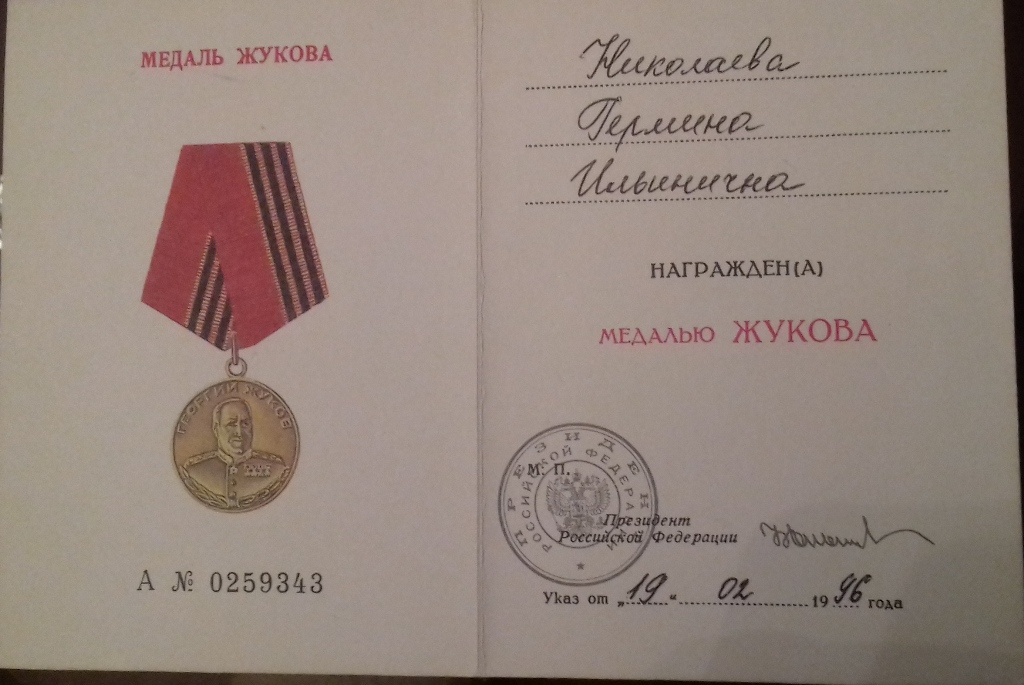 МЕДАЛЬ ЖУКОВА
ГЕОРГИЙ ЖУКОВ
А № 0259343
Николаева
Гермина
Ильинична
НАГРАЖДЕН(А)
МЕДАЛЬЮ ЖУКОВА
ПРЕЗИДЕНТ
РОССИЙСКОЙ ФЕДЕРАЦИИ
М. П.
Президент
Российской Федерации
Указ от „19“ 02 1996 года